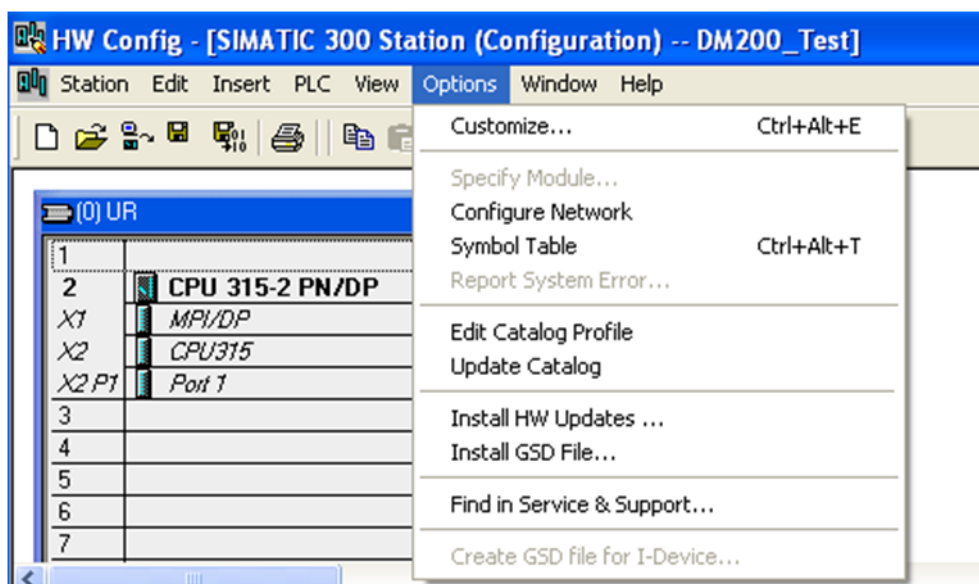 HW Config - [SIMATIC 300 Station (Configuration) -- DM200_Test]
Station Edit Insert PLC View Options Window Help
Customize... Ctrl+Alt+E
Specify Module...
Configure Network
Symbol Table Ctrl+Alt+T
Report System Error...
Edit Catalog Profile
Update Catalog
Install HW Updates ...
Install GSD File...
Find in Service & Support...
Create GSD file for I-Device...
(0) UR
1
2 CPU 315-2 PN/DP
X1 MPI/DP
X2 CPU315
X2 P1 Port 1
3
4
5
6
7